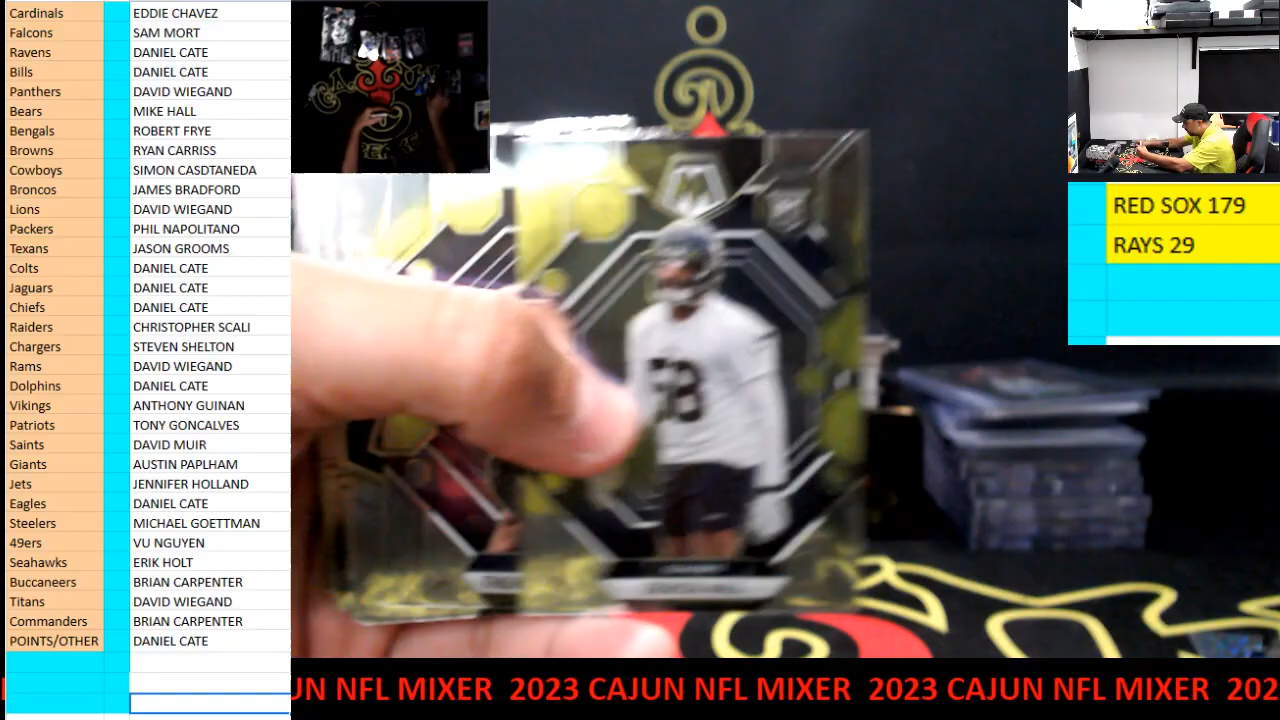 Cardinals EDDIE CHAVEZ
Falcons SAM MORT
Ravens DANIEL CATE
Bills DANIEL CATE
Panthers DAVID WIEGAND
Bears MIKE HALL
Bengals ROBERT FRYE
Browns RYAN CARRISS
Cowboys SIMON CASDTANEDA
Broncos JAMES BRADFORD
Lions DAVID WIEGAND
Packers PHIL NAPOLITANO
Texans JASON GROOMS
Colts DANIEL CATE
Jaguars DANIEL CATE
Chiefs DANIEL CATE
Raiders CHRISTOPHER SCALI
Chargers STEVEN SHELTON
Rams DAVID WIEGAND
Dolphins DANIEL CATE
Vikings ANTHONY GUINAN
Patriots TONY GONCALVES
Saints DAVID MUIR
Giants AUSTIN PAPLHAM
Jets JENNIFER HOLLAND
Eagles DANIEL CATE
Steelers MICHAEL GOETTMAN
49ers VU NGUYEN
Seahawks ERIK HOLT
Buccaneers BRIAN CARPENTER
Titans DAVID WIEGAND
Commanders BRIAN CARPENTER
POINTS/OTHER DANIEL CATE
RED SOX 179
RAYS 29
JN NFL MIXER 2023 CAJUN NFL MIXER 2023 CAJUN NFL MIXER 202